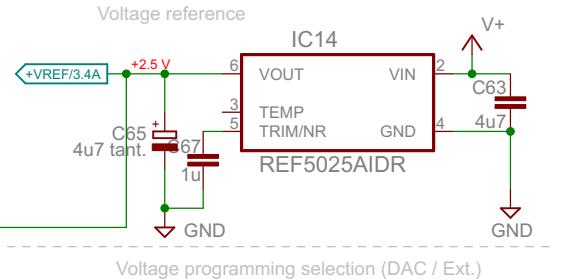 Voltage reference
IC14
V+
+VREF/3.4A
+2.5 V
6
VOUT
VIN
2
3
TEMP
C63
5
TRIM/NR
GND
4
4u7
C65
4u7 tant.
C67
1u
REF5025AIDR
GND
GND
Voltage programming selection (DAC / Ext.)